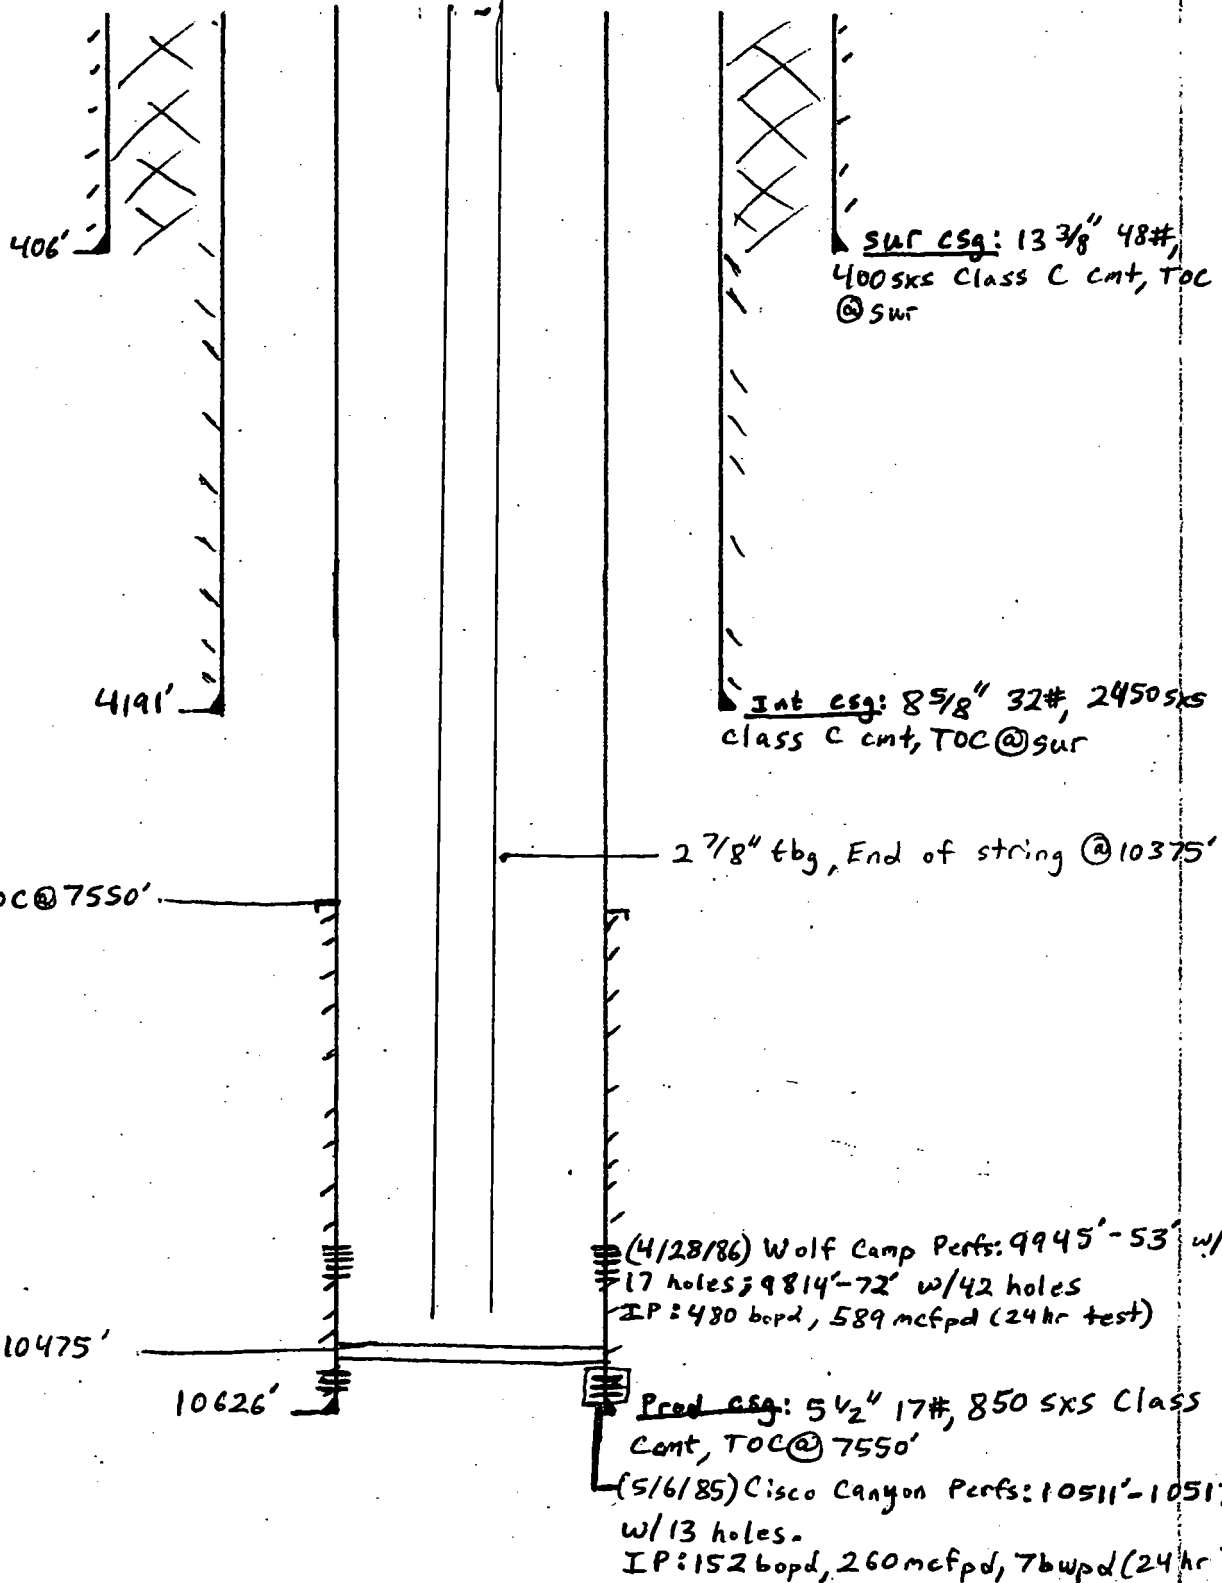 406'
sur csg: 13 3/8" 48#,
400 sxs Class C cmt, TOC
@ sur
4191'
Int csg: 8 5/8" 32#, 2450 sxs
class C cmt, TOC @ sur
2 7/8" tbg, End of string @ 10375'
OC @ 7550'
(4/28/86) Wolf Camp Perfs: 9945'-53' w/
17 holes; 9814'-72' w/42 holes
IP: 480 bopd, 589 mcfpd (24 hr test)
10475'
10626'
Prod csg: 5 1/2" 17#, 850 sxs Class
Cmt, TOC @ 7550'
(5/6/85) Cisco Canyon Perfs: 10511'-10517
w/ 13 holes.
IP: 152 bopd, 260 mcfpd, 7 bwpd (24 hr